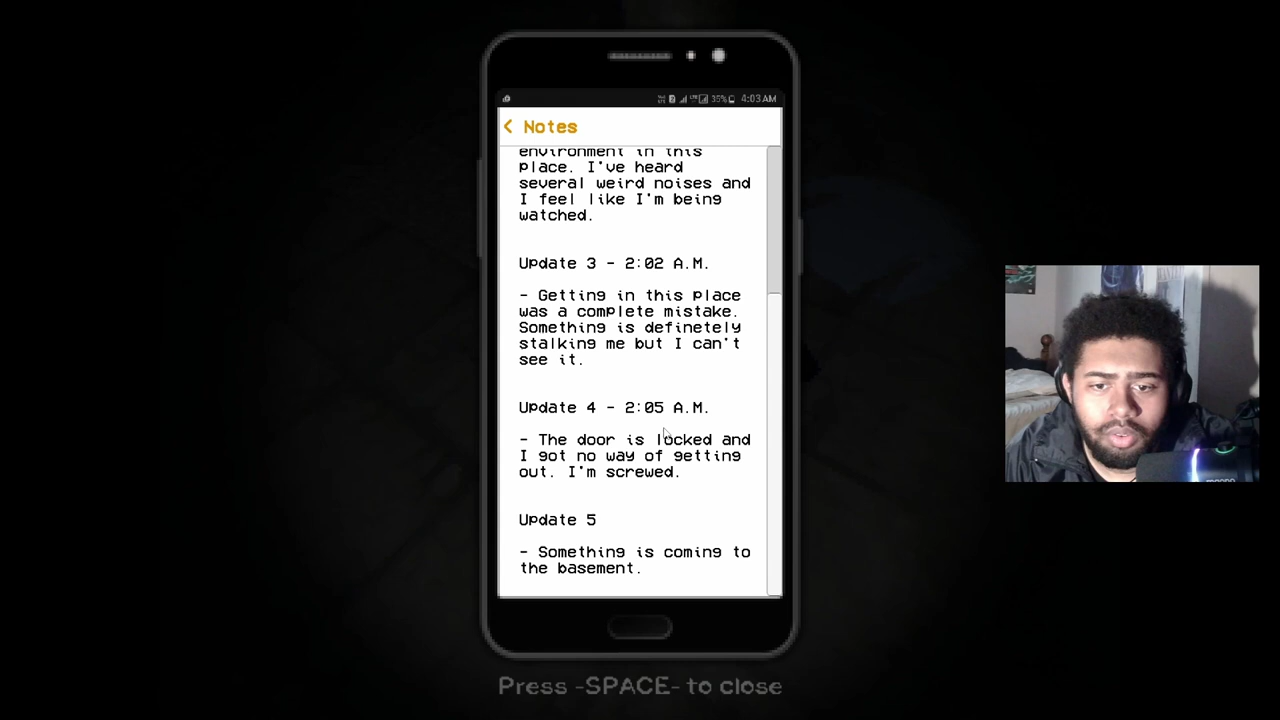 35% 4:03 AM
Notes
environment in this
place. I've heard
several weird noises and
I feel like I'm being
watched.
Update 3 - 2:02 A.M.
- Getting in this place
was a complete mistake.
Something is definetely
stalking me but I can't
see it.
Update 4 - 2:05 A.M.
- The door is locked and
I got no way of getting
out. I'm screwed.
Update 5
- Something is coming to
the basement.
Press -SPACE- to close